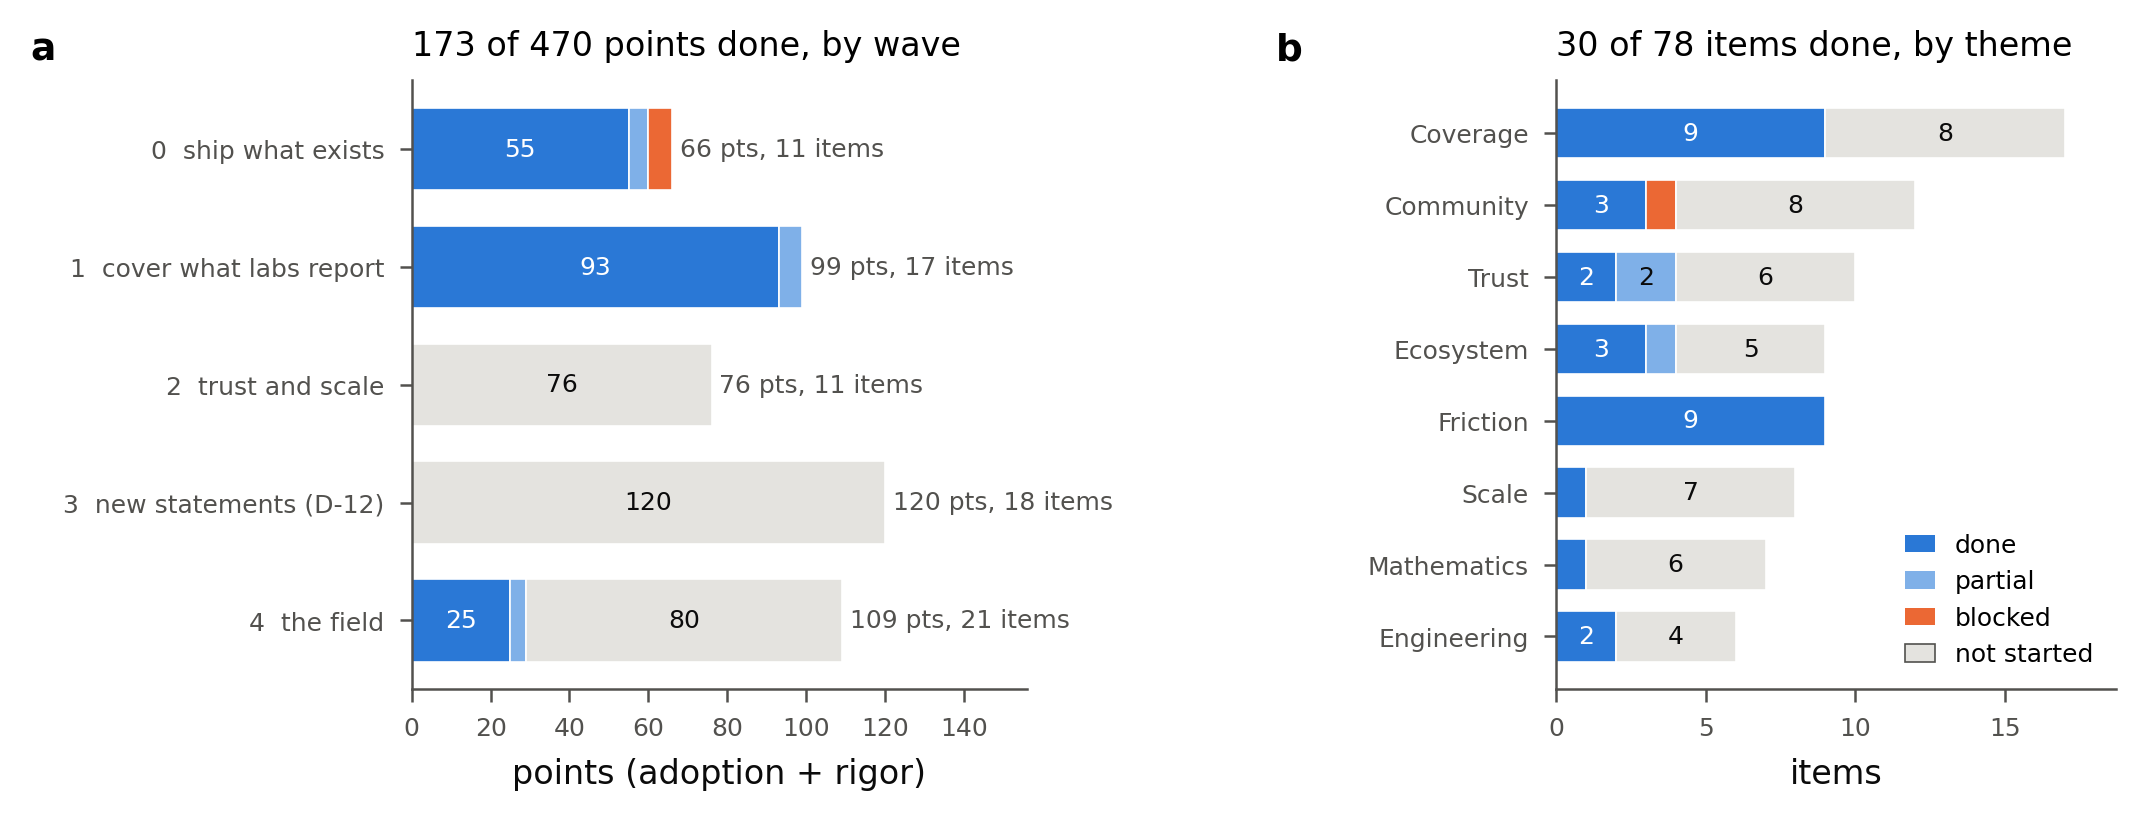 a
173 of 470 points done, by wave
0  ship what exists
55
66 pts, 11 items
1  cover what labs report
93
99 pts, 17 items
2  trust and scale
76
76 pts, 11 items
3  new statements (D-12)
120
120 pts, 18 items
4  the field
25
80
109 pts, 21 items
0 20 40 60 80 100 120 140
points (adoption + rigor)
b
30 of 78 items done, by theme
Coverage
9
8
Community
3
8
Trust
2
2
6
Ecosystem
3
5
Friction
9
Scale
7
Mathematics
6
Engineering
2
4
done
partial
blocked
not started
0 5 10 15
items